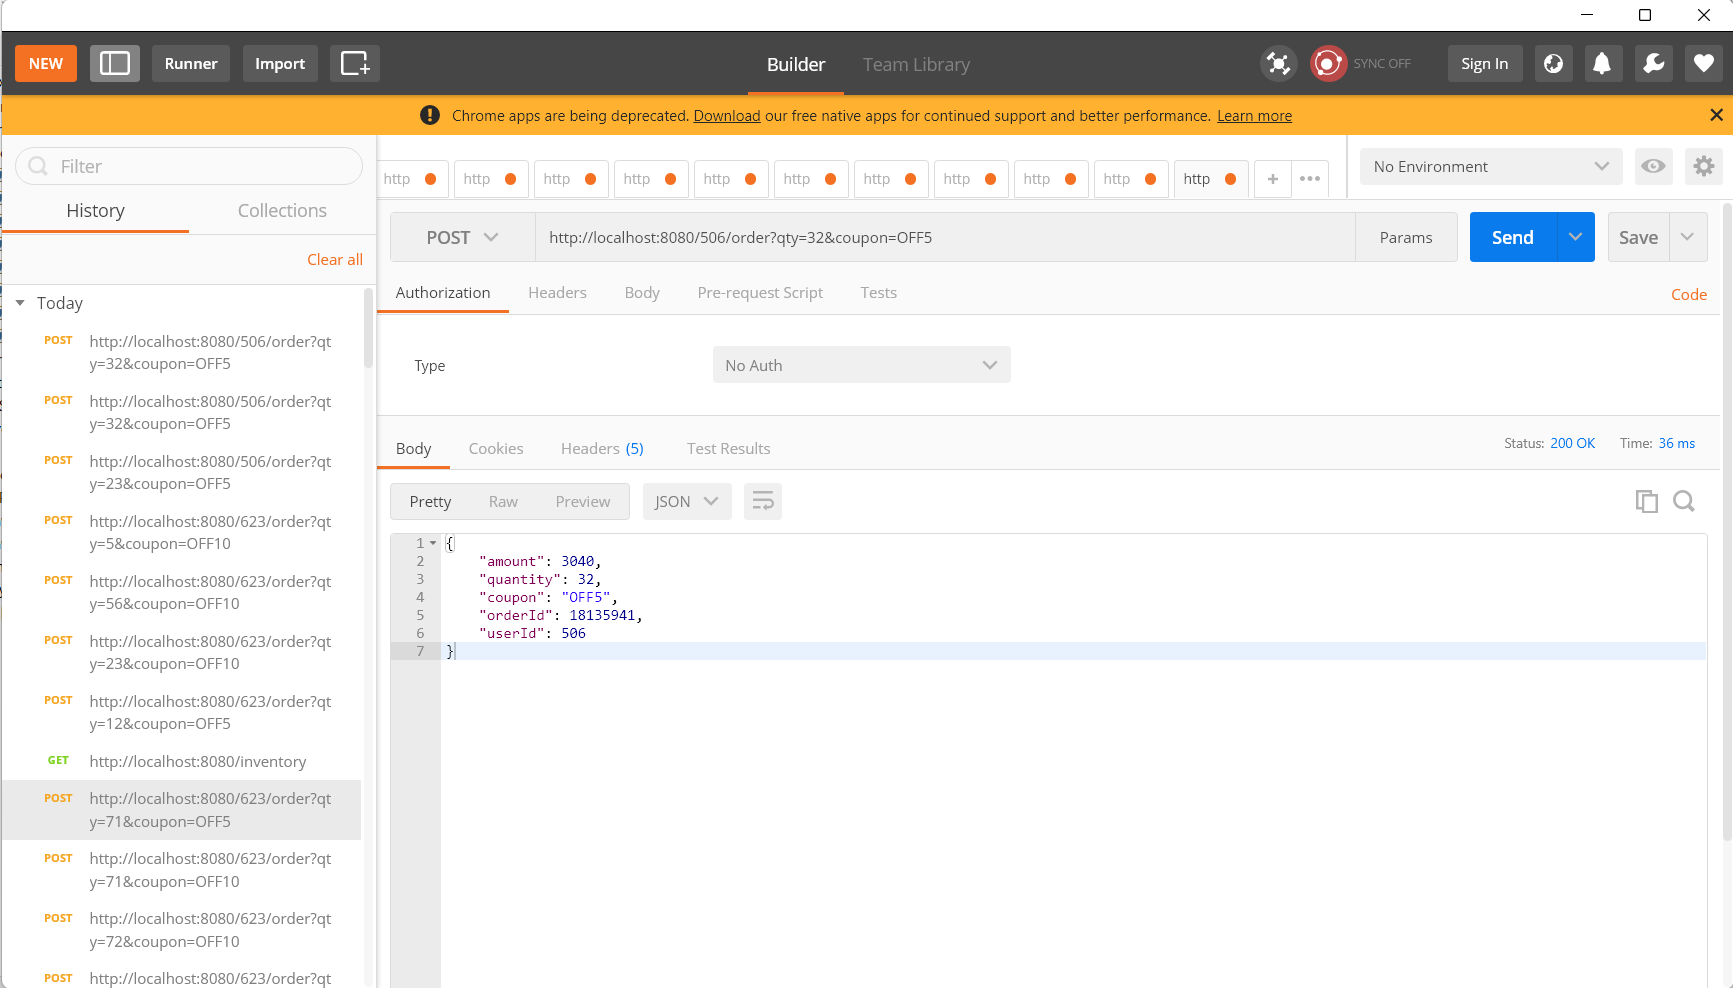 NEW
Runner
Import
Builder
Team Library
SYNC OFF
Sign In
Chrome apps are being deprecated. Download our free native apps for continued support and better performance. Learn more
Filter
History
Collections
Clear all
Today
POST http://localhost:8080/506/order?qt
y=32&coupon=OFF5
POST http://localhost:8080/506/order?qt
y=32&coupon=OFF5
POST http://localhost:8080/506/order?qt
y=23&coupon=OFF5
POST http://localhost:8080/623/order?qt
y=5&coupon=OFF10
POST http://localhost:8080/623/order?qt
y=56&coupon=OFF10
POST http://localhost:8080/623/order?qt
y=23&coupon=OFF10
POST http://localhost:8080/623/order?qt
y=12&coupon=OFF5
GET http://localhost:8080/inventory
POST http://localhost:8080/623/order?qt
y=71&coupon=OFF5
POST http://localhost:8080/623/order?qt
y=71&coupon=OFF10
POST http://localhost:8080/623/order?qt
y=72&coupon=OFF10
POST http://localhost:8080/623/order?qt
http http http http http http http http http http http
No Environment
POST http://localhost:8080/506/order?qty=32&coupon=OFF5
Params
Send
Save
Authorization Headers Body Pre-request Script Tests
Code
Type
No Auth
Body Cookies Headers (5) Test Results
Status: 200 OK Time: 36 ms
Pretty Raw Preview
JSON
1 {
2 "amount": 3040,
3 "quantity": 32,
4 "coupon": "OFF5",
5 "orderId": 18135941,
6 "userId": 506
7 }